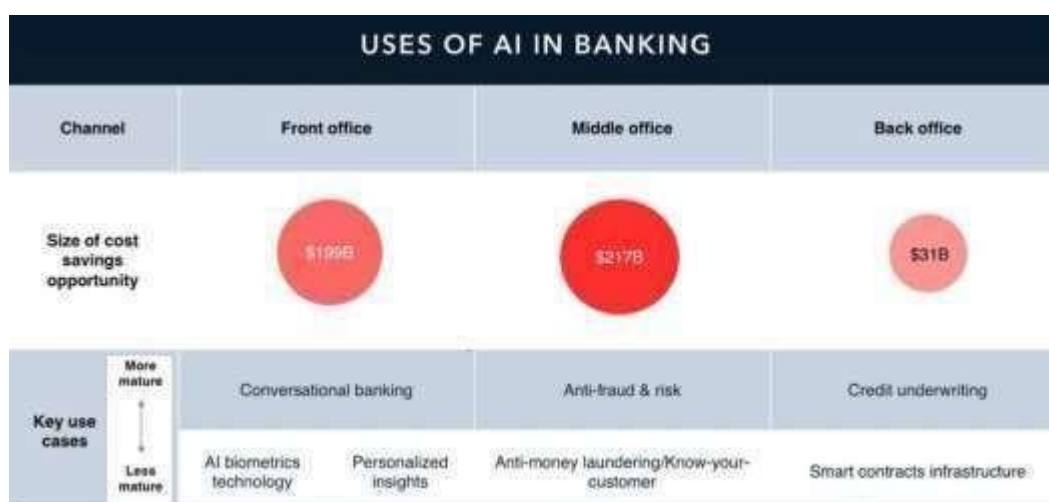 USES OF AI IN BANKING
Channel
Front office
Middle office
Back office
Size of cost
savings
opportunity
$199B
$217B
$31B
Key use
cases
More
mature
Less
mature
Conversational banking
Anti-fraud & risk
Credit underwriting
AI biometrics
technology
Personalized
insights
Anti-money laundering/Know-your-
customer
Smart contracts infrastructure